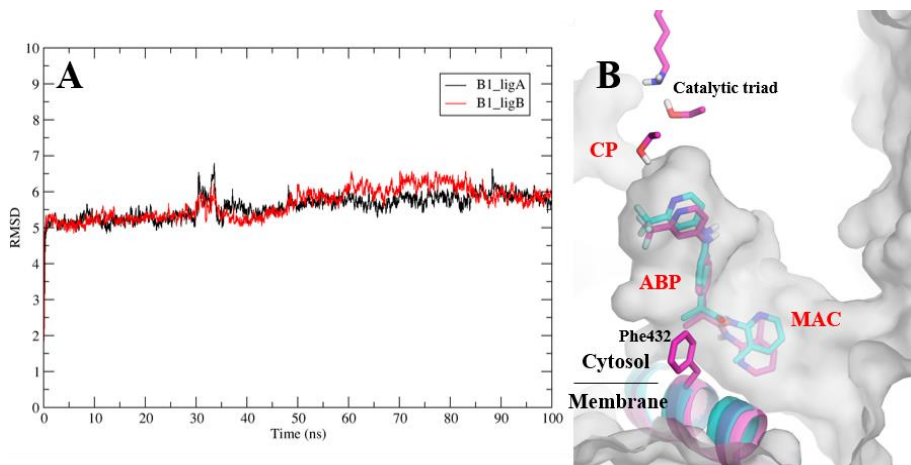 A
B1_ligA
B1_ligB
RMSD
10
9
8
7
6
5
4
3
2
1
0
0 10 20 30 40 50 60 70 80 90 100
Time (ns)
B
Catalytic triad
CP
ABP
MAC
Phe432
Cytosol
Membrane